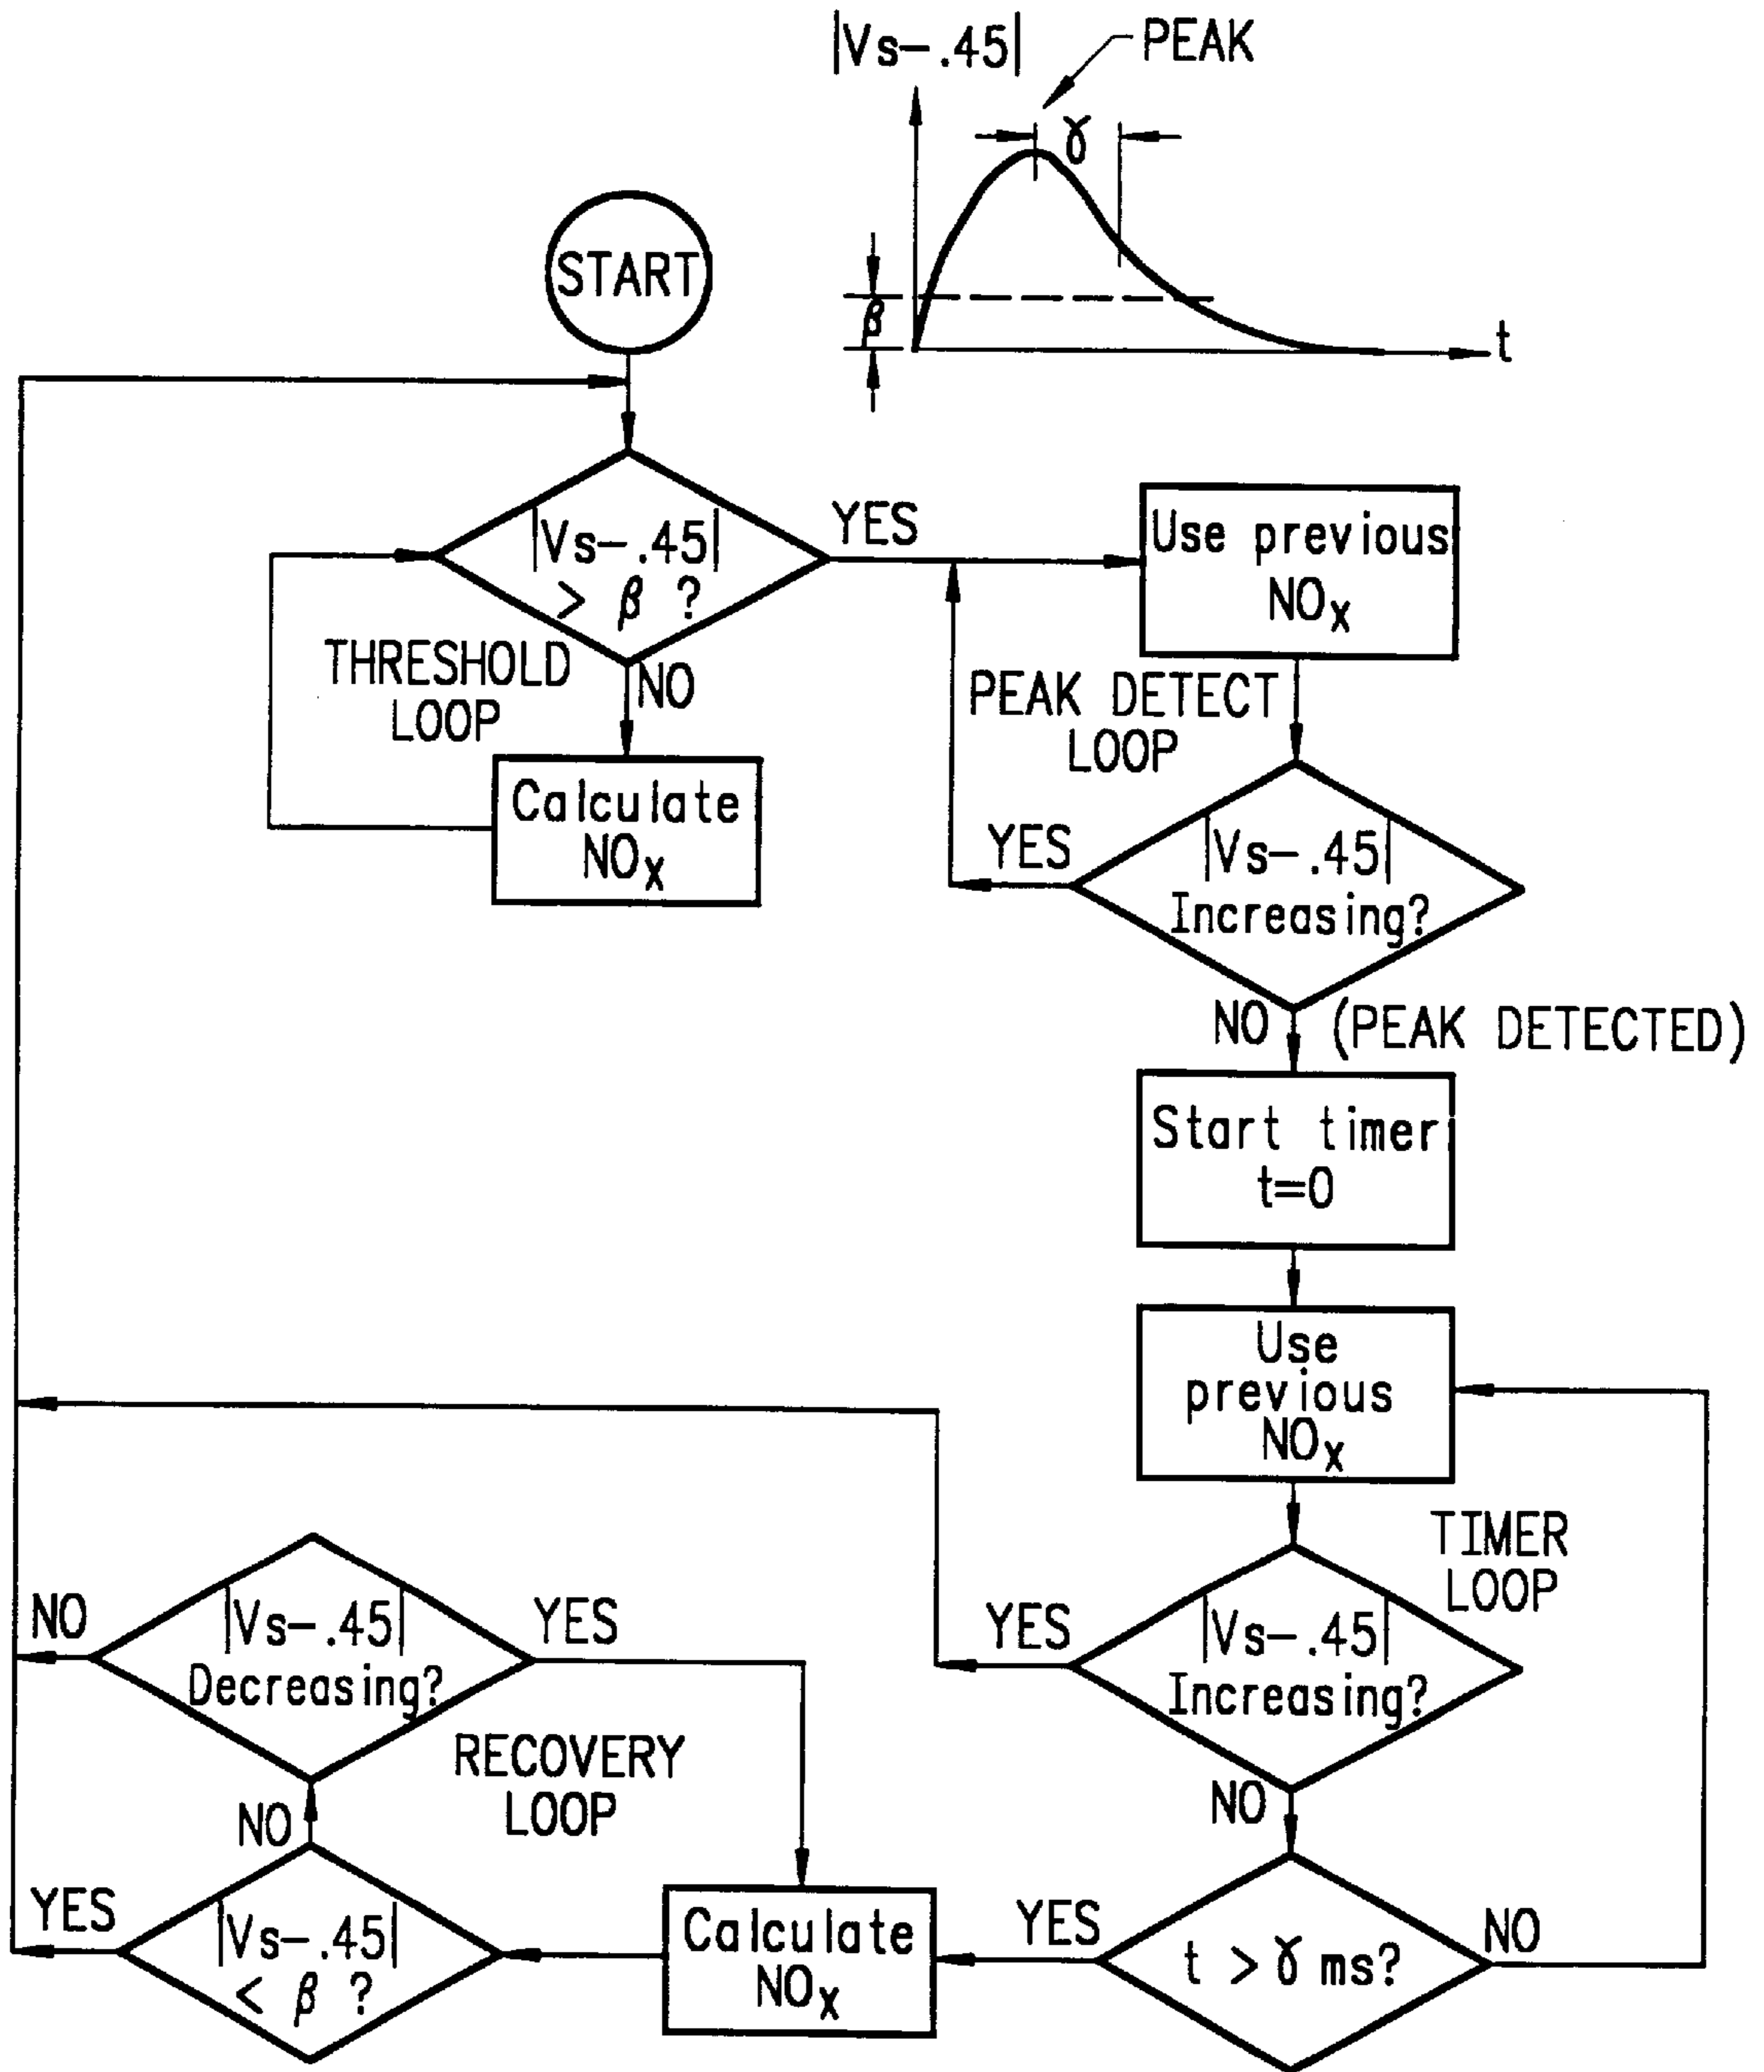 |Vs-.45|
PEAK
γ
β
t
START
|Vs-.45|
> β ?
YES
NO
THRESHOLD
LOOP
Calculate
NOx
Use previous
NOx
PEAK DETECT
LOOP
|Vs-.45|
Increasing?
YES
NO (PEAK DETECTED)
Start timer
t=0
Use
previous
NOx
TIMER
LOOP
|Vs-.45|
Increasing?
YES
NO
t > γ ms?
YES
NO
Calculate
NOx
RECOVERY
LOOP
|Vs-.45|
Decreasing?
NO
YES
NO
|Vs-.45|
< β ?
YES